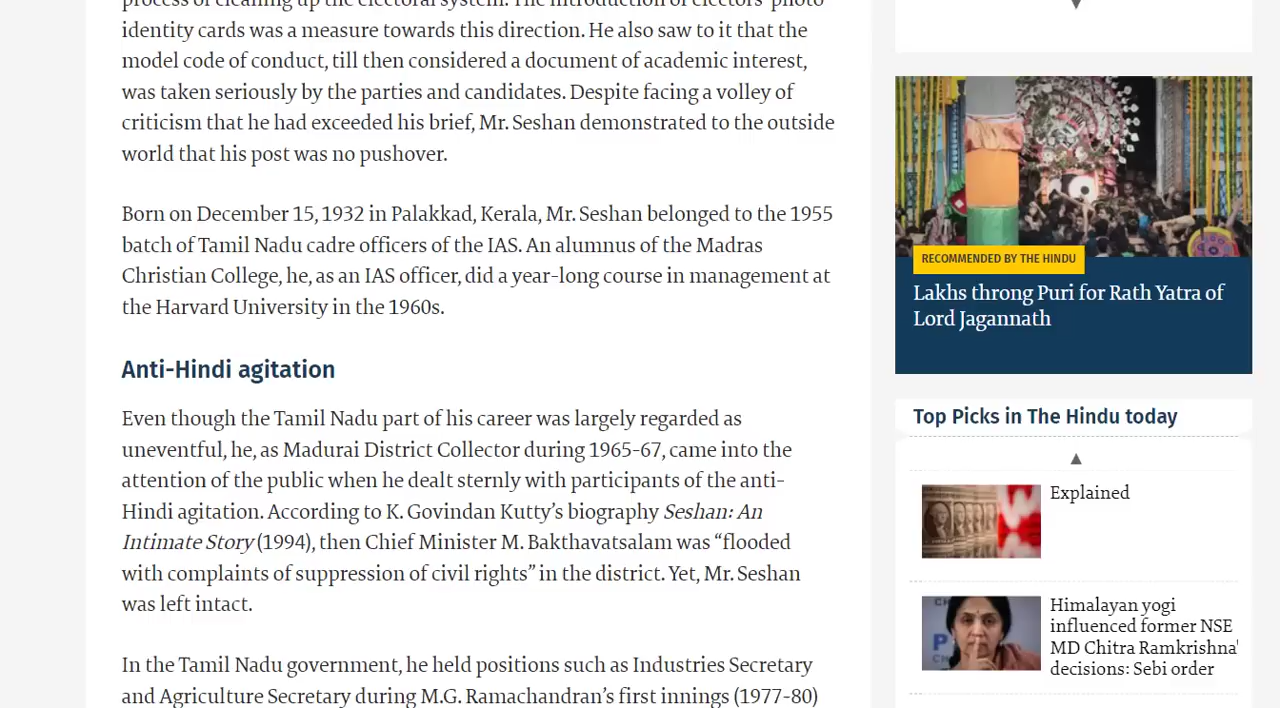 process of cleaning up the electoral system. The introduction of electors' photo
identity cards was a measure towards this direction. He also saw to it that the
model code of conduct, till then considered a document of academic interest,
was taken seriously by the parties and candidates. Despite facing a volley of
criticism that he had exceeded his brief, Mr. Seshan demonstrated to the outside
world that his post was no pushover.
Born on December 15, 1932 in Palakkad, Kerala, Mr. Seshan belonged to the 1955
batch of Tamil Nadu cadre officers of the IAS. An alumnus of the Madras
Christian College, he, as an IAS officer, did a year-long course in management at
the Harvard University in the 1960s.
Anti-Hindi agitation
Even though the Tamil Nadu part of his career was largely regarded as
uneventful, he, as Madurai District Collector during 1965-67, came into the
attention of the public when he dealt sternly with participants of the anti-
Hindi agitation. According to K. Govindan Kutty’s biography Seshan: An
Intimate Story (1994), then Chief Minister M. Bakthavatsalam was “flooded
with complaints of suppression of civil rights” in the district. Yet, Mr. Seshan
was left intact.
In the Tamil Nadu government, he held positions such as Industries Secretary
and Agriculture Secretary during M.G. Ramachandran’s first innings (1977-80)
RECOMMENDED BY THE HINDU
Lakhs throng Puri for Rath Yatra of
Lord Jagannath
Top Picks in The Hindu today
Explained
Himalayan yogi
influenced former NSE
MD Chitra Ramkrishna'
decisions: Sebi order